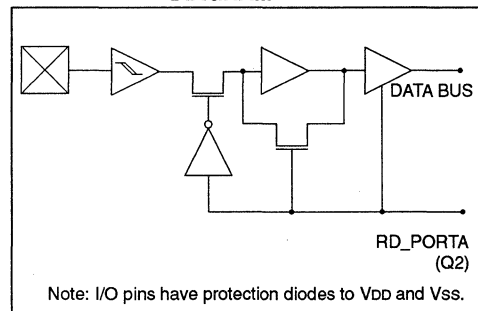 DATA BUS
RD_PORTA
(Q2)
Note: I/O pins have protection diodes to VDD and VSS.